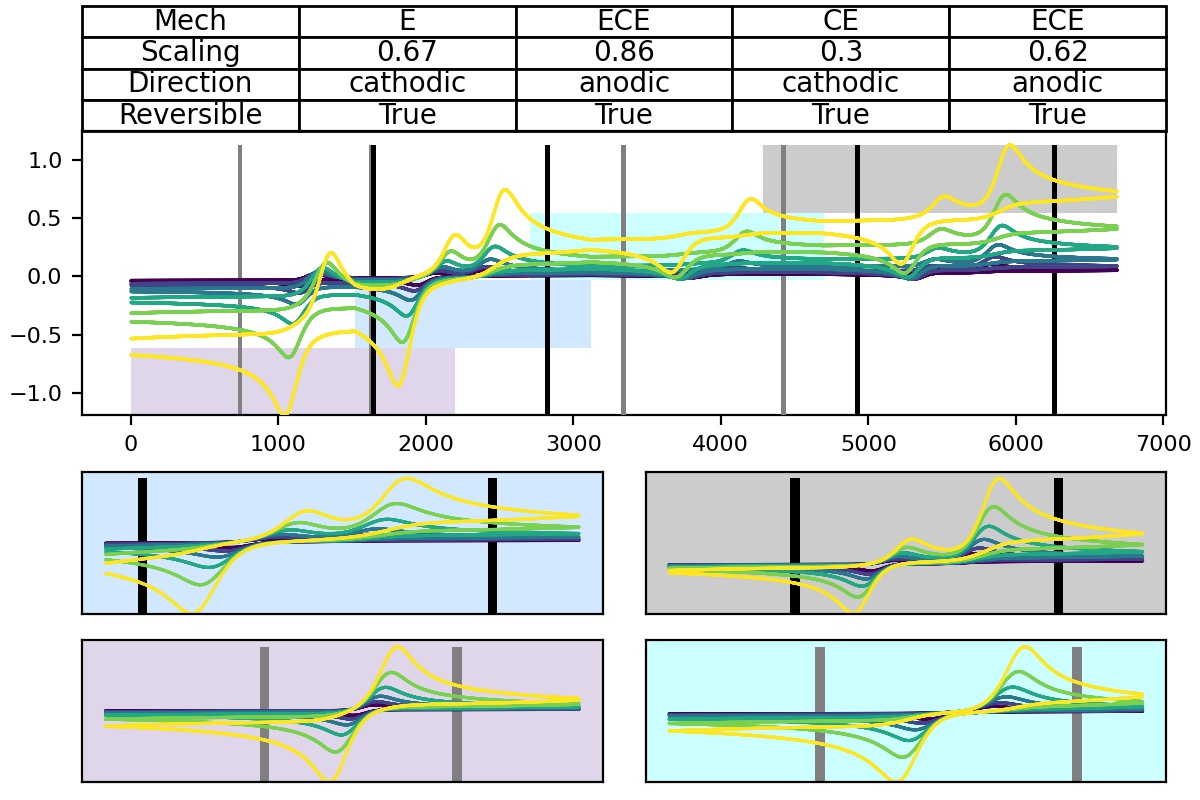 Mech E ECE CE ECE
Scaling 0.67 0.86 0.3 0.62
Direction cathodic anodic cathodic anodic
Reversible True True True True
1.0
0.5
0.0
−0.5
−1.0
0 1000 2000 3000 4000 5000 6000 7000